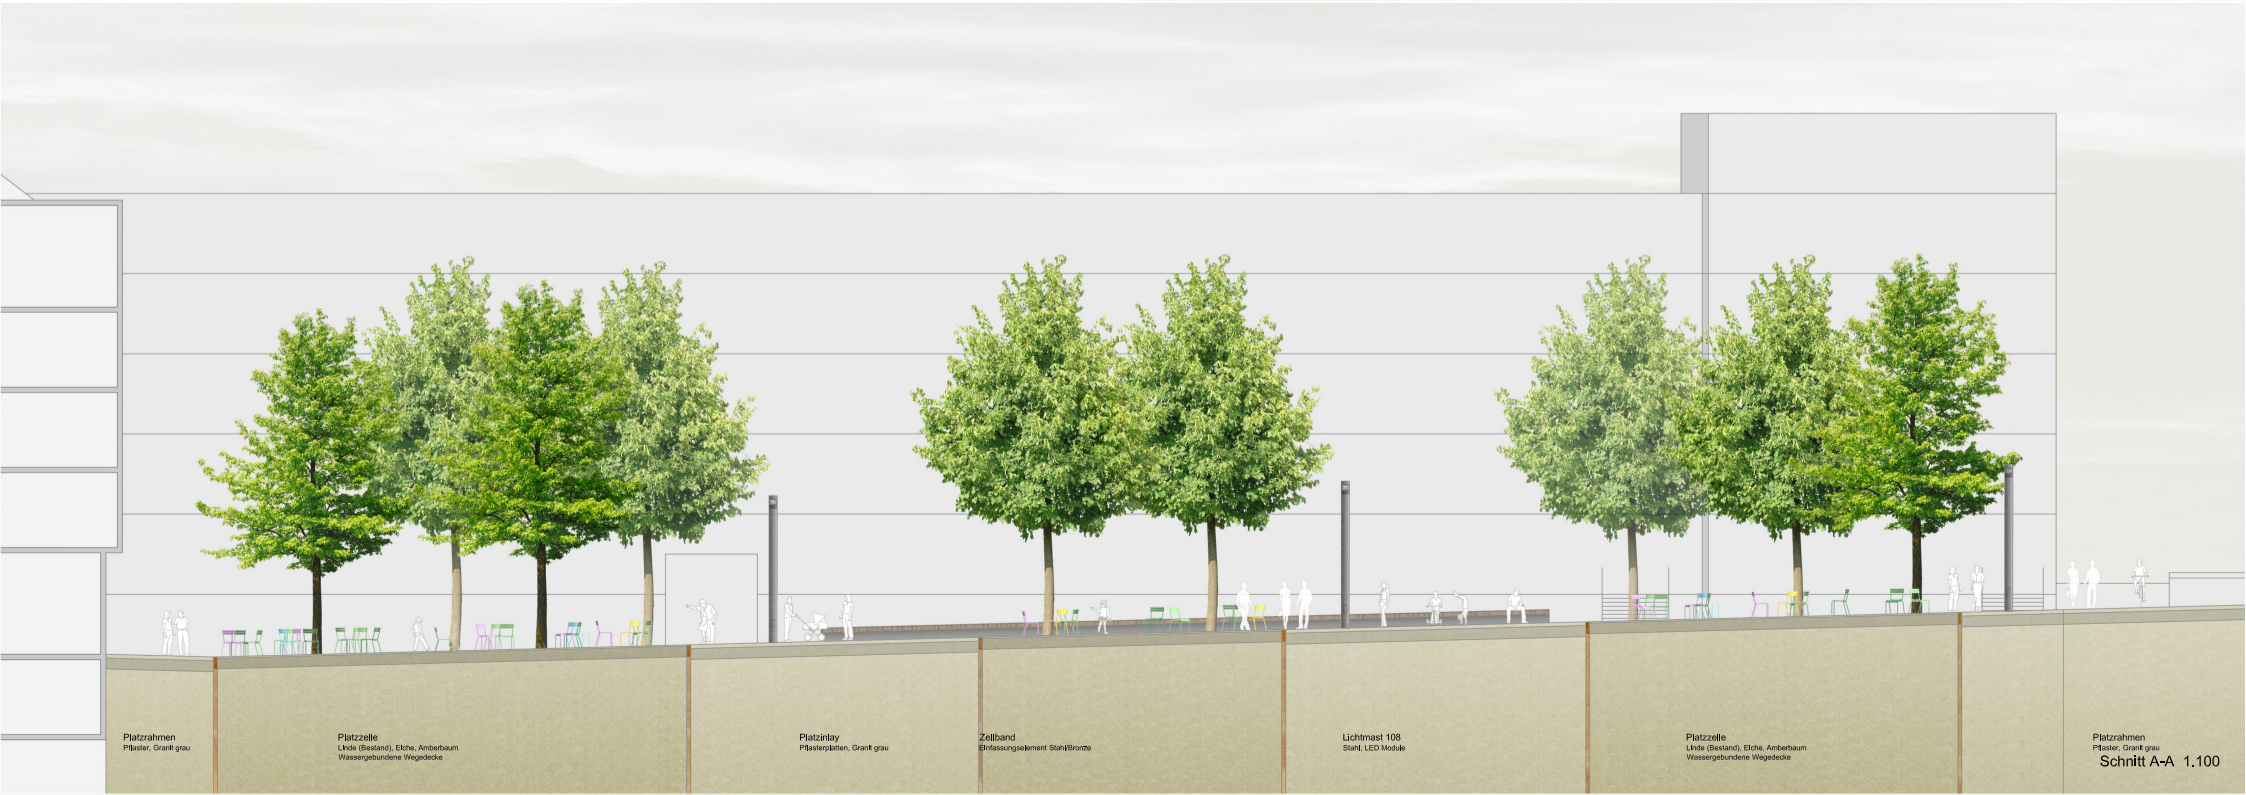 Platzrahmen
Pflaster, Granit grau
Platzzelle
Linde (Bestand), Eiche, Amberbaum
Wassergebundene Wegedecke
Platzinlay
Pflasterplatten, Granit grau
Zellband
Einfassungselement Stahl/Bronze
Lichtmast 108
Stahl, LED Module
Platzzelle
Linde (Bestand), Eiche, Amberbaum
Wassergebundene Wegedecke
Platzrahmen
Pflaster, Granit grau
Schnitt A-A 1.100